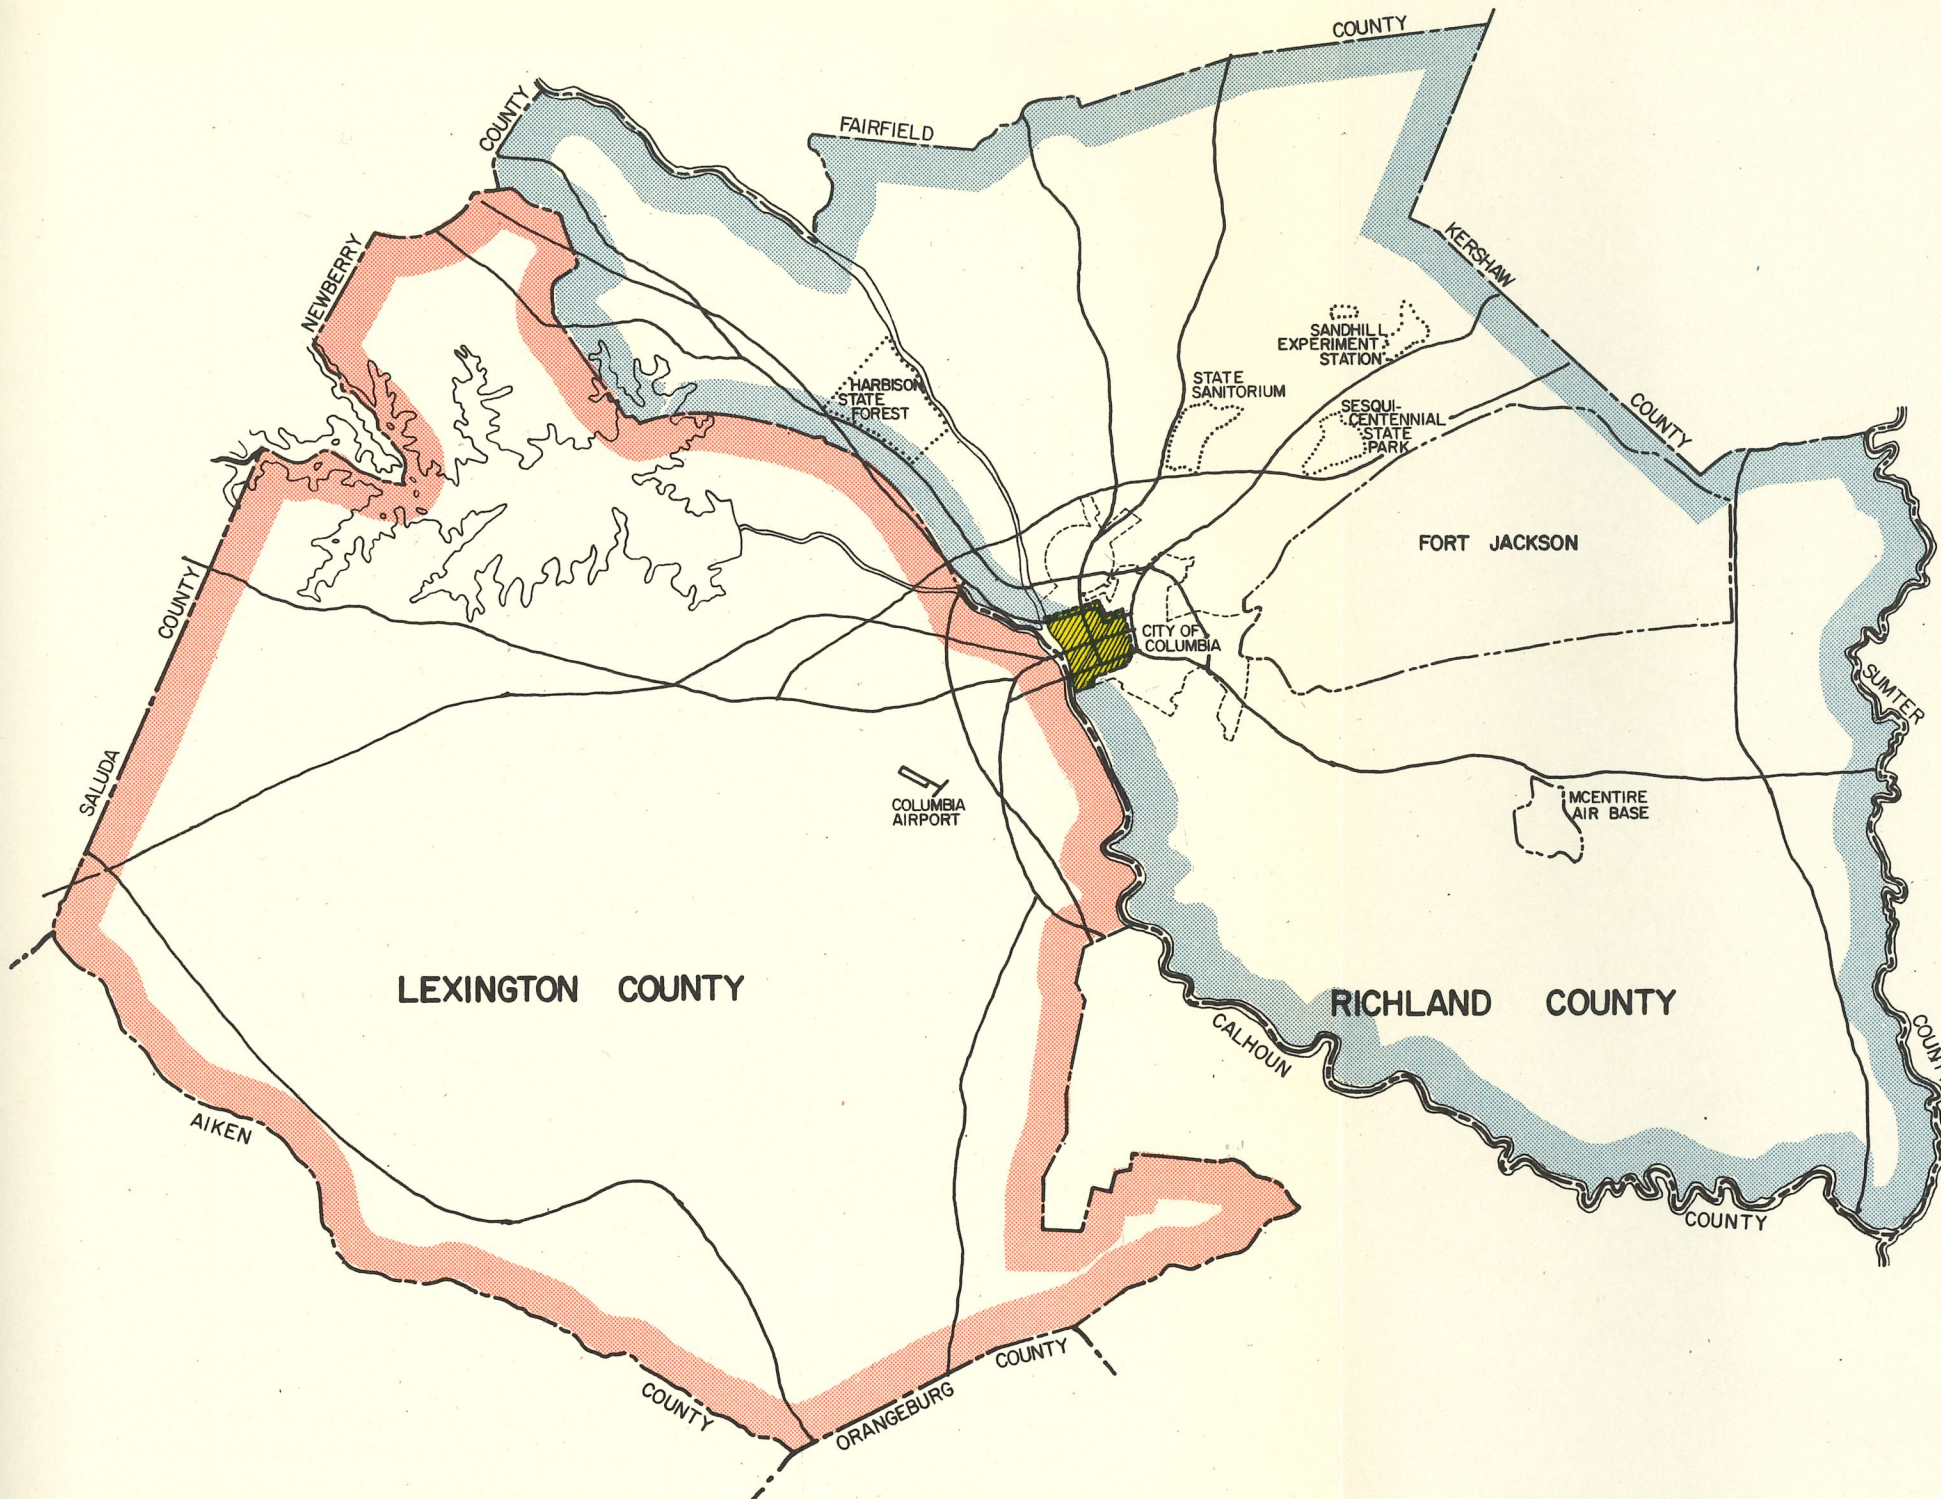 COUNTY
COUNTY
FAIRFIELD
NEWBERRY
KERSHAW
COUNTY
SANDHILL
EXPERIMENT
STATION
STATE
SANITORIUM
HARBISON
STATE
FOREST
SESQUI-
CENTENNIAL
STATE
PARK
FORT JACKSON
COUNTY
SALUDA
CITY OF
COLUMBIA
SUMTER
COLUMBIA
AIRPORT
MCENTIRE
AIR BASE
LEXINGTON COUNTY
RICHLAND COUNTY
CALHOUN
COUNTY
AIKEN
COUNTY
COUNTY
ORANGEBURG
COUNTY